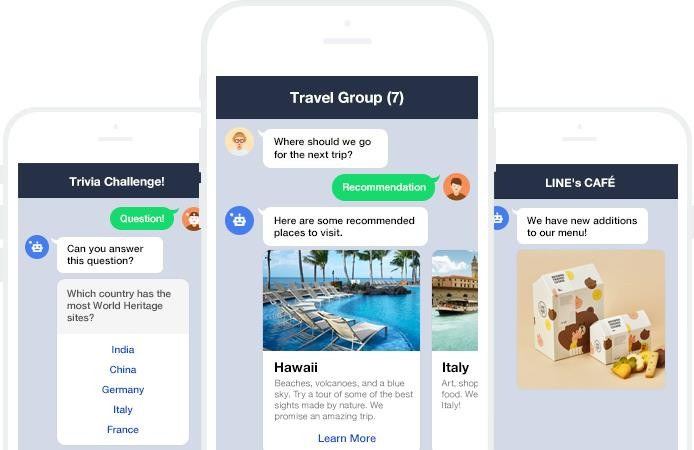 Trivia Challenge!
Question!
Can you answer
this question?
Which country has the
most World Heritage
sites?
India
China
Germany
Italy
France
Travel Group (7)
Where should we go
for the next trip?
Recommendation
Here are some recommended
places to visit.
Hawaii
Beaches, volcanoes, and a blue
sky. Try a tour of some of the best
sights made by nature. We
promise an amazing trip.
Learn More
Italy
Art, shop
food. We
Italy!
LINE's CAFÉ
We have new additions
to our menu!